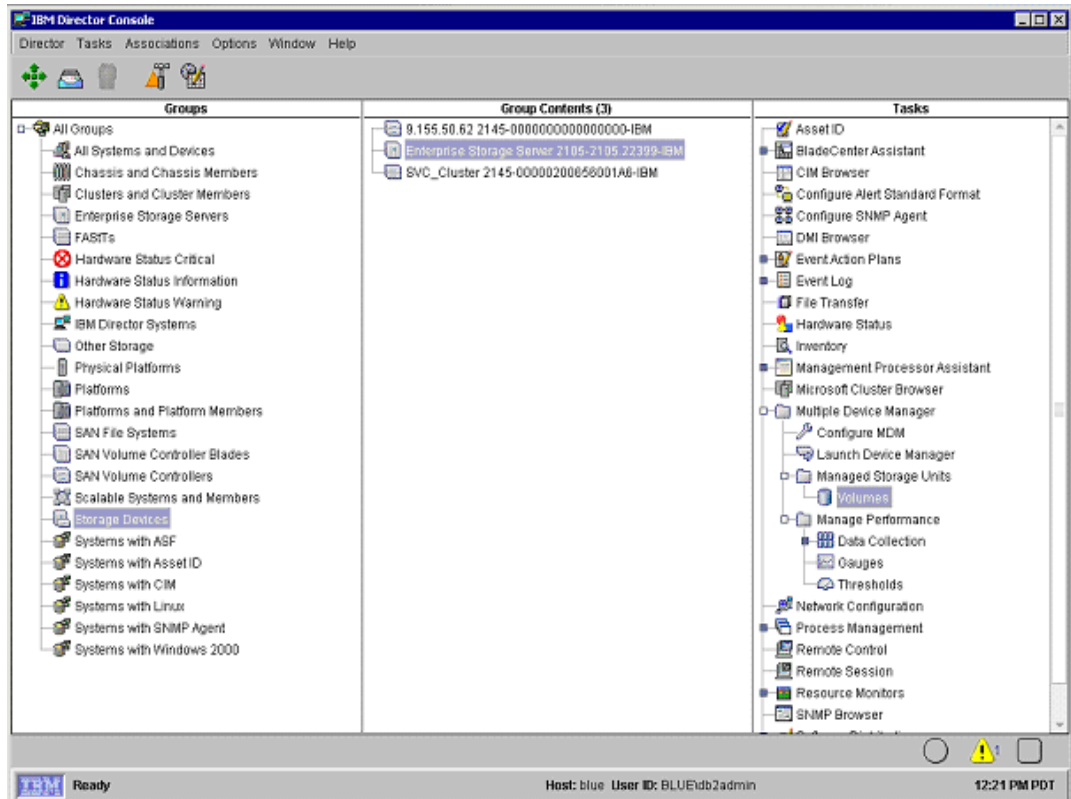 IBM Director Console
Director Tasks Associations Options Window Help
Groups
All Groups
All Systems and Devices
Chassis and Chassis Members
Clusters and Cluster Members
Enterprise Storage Servers
FAStTs
Hardware Status Critical
Hardware Status Information
Hardware Status Warning
IBM Director Systems
Other Storage
Physical Platforms
Platforms
Platforms and Platform Members
SAN File Systems
SAN Volume Controller Blades
SAN Volume Controllers
Scalable Systems and Members
Storage Devices
Systems with ASF
Systems with Asset ID
Systems with CIM
Systems with Linux
Systems with SNMP Agent
Systems with Windows 2000
Group Contents (3)
9.155.50.62 2145-0000000000000000-IBM
Enterprise Storage Server 2105-2105.22399-IBM
SVC_Cluster 2145-00000200656001A6-IBM
Tasks
Asset ID
BladeCenter Assistant
CIM Browser
Configure Alert Standard Format
Configure SNMP Agent
DMI Browser
Event Action Plans
Event Log
File Transfer
Hardware Status
Inventory
Management Processor Assistant
Microsoft Cluster Browser
Multiple Device Manager
Configure MDM
Launch Device Manager
Managed Storage Units
Volumes
Manage Performance
Data Collection
Gauges
Thresholds
Network Configuration
Process Management
Remote Control
Remote Session
Resource Monitors
SNMP Browser
1
IBM Ready Host: blue User ID: BLUE\db2admin 12:21 PM PDT